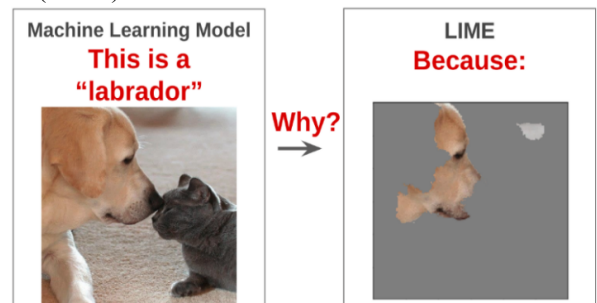 Machine Learning Model
This is a
“labrador”
Why?
LIME
Because: